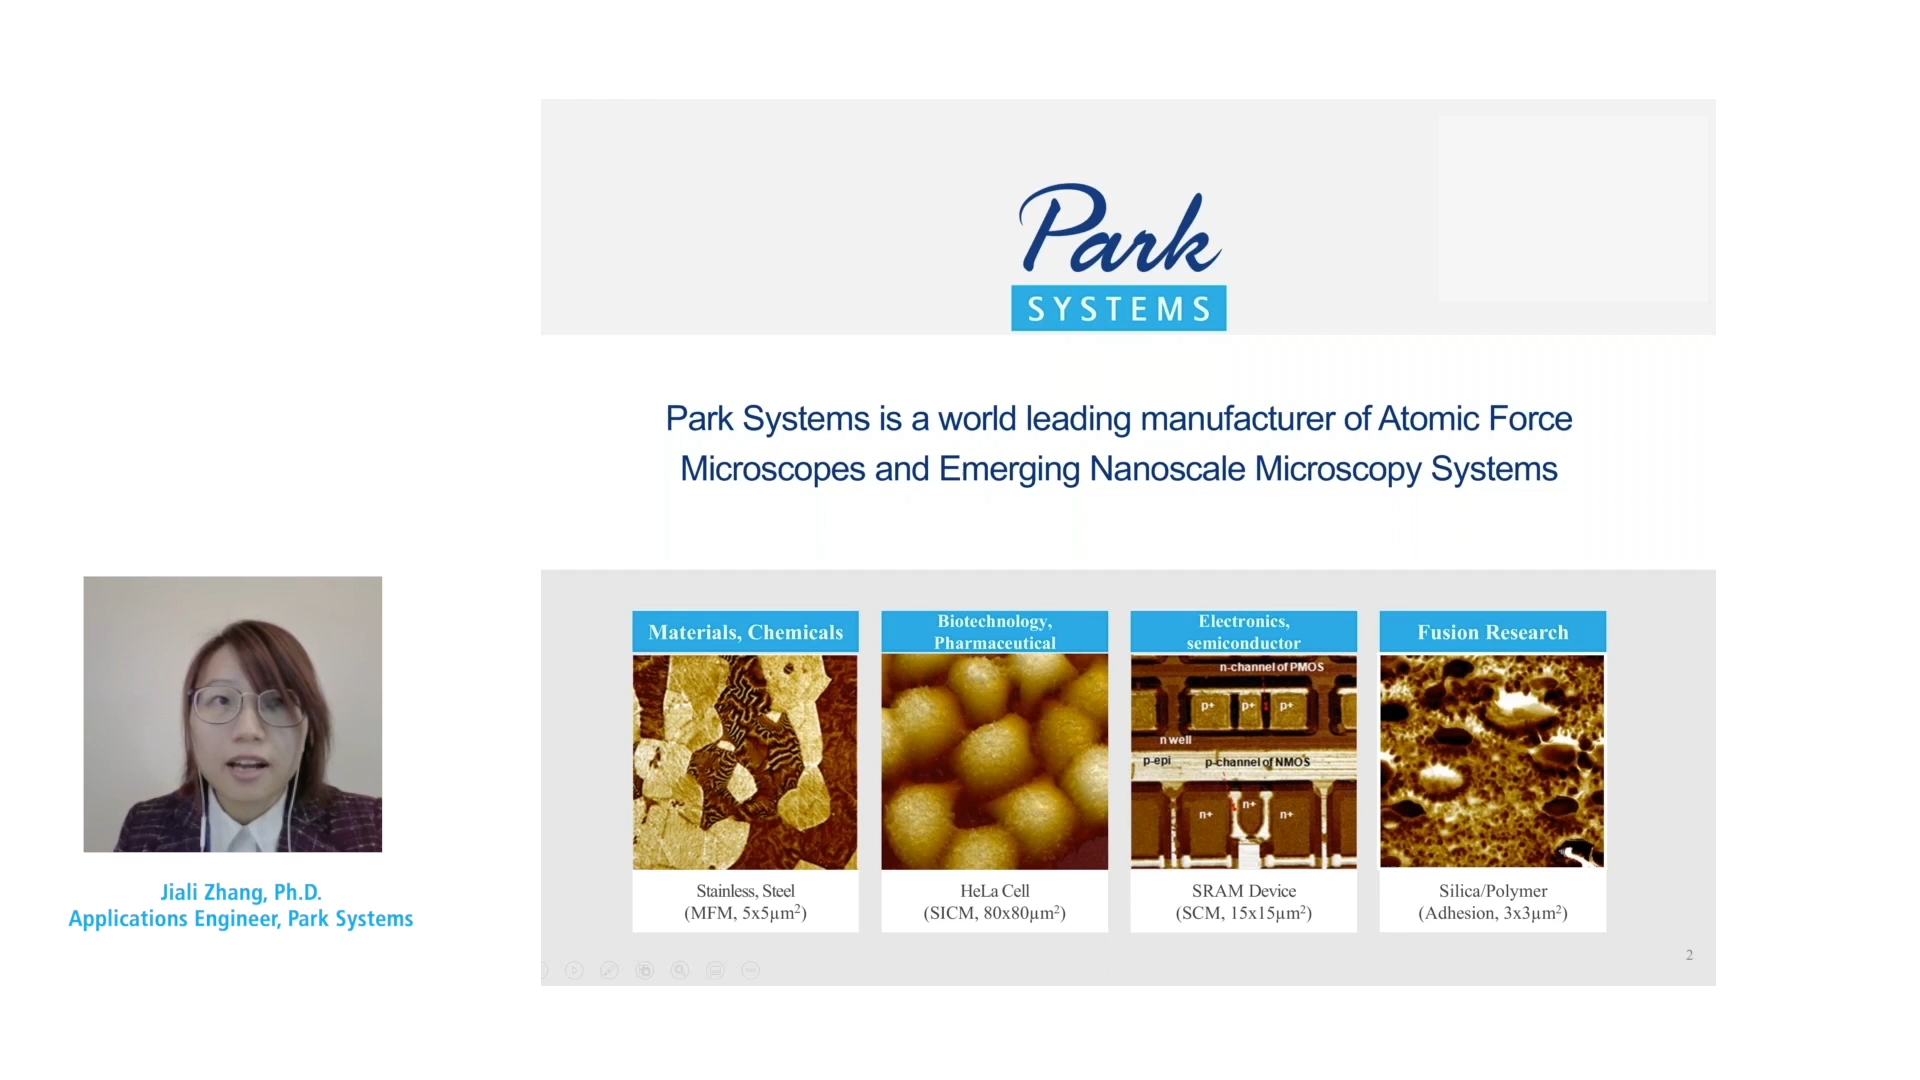 Park
SYSTEMS
Park Systems is a world leading manufacturer of Atomic Force
Microscopes and Emerging Nanoscale Microscopy Systems
Materials, Chemicals
Stainless, Steel
(MFM, 5x5µm²)
Biotechnology,
Pharmaceutical
HeLa Cell
(SICM, 80x80µm²)
Electronics,
semiconductor
n-channel of PMOS
p+ p+ p+
n well
p-epi p-channel of NMOS
n+ n+ n+
SRAM Device
(SCM, 15x15µm²)
Fusion Research
Silica/Polymer
(Adhesion, 3x3µm²)
2
Jiali Zhang, Ph.D.
Applications Engineer, Park Systems